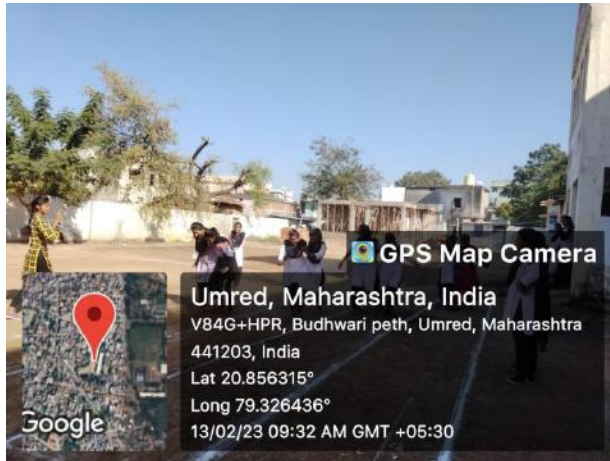 GPS Map Camera
Umred, Maharashtra, India
V84G+HPR, Budhwari peth, Umred, Maharashtra
441203, India
Lat 20.856315°
Long 79.326436°
13/02/23 09:32 AM GMT +05:30
Google